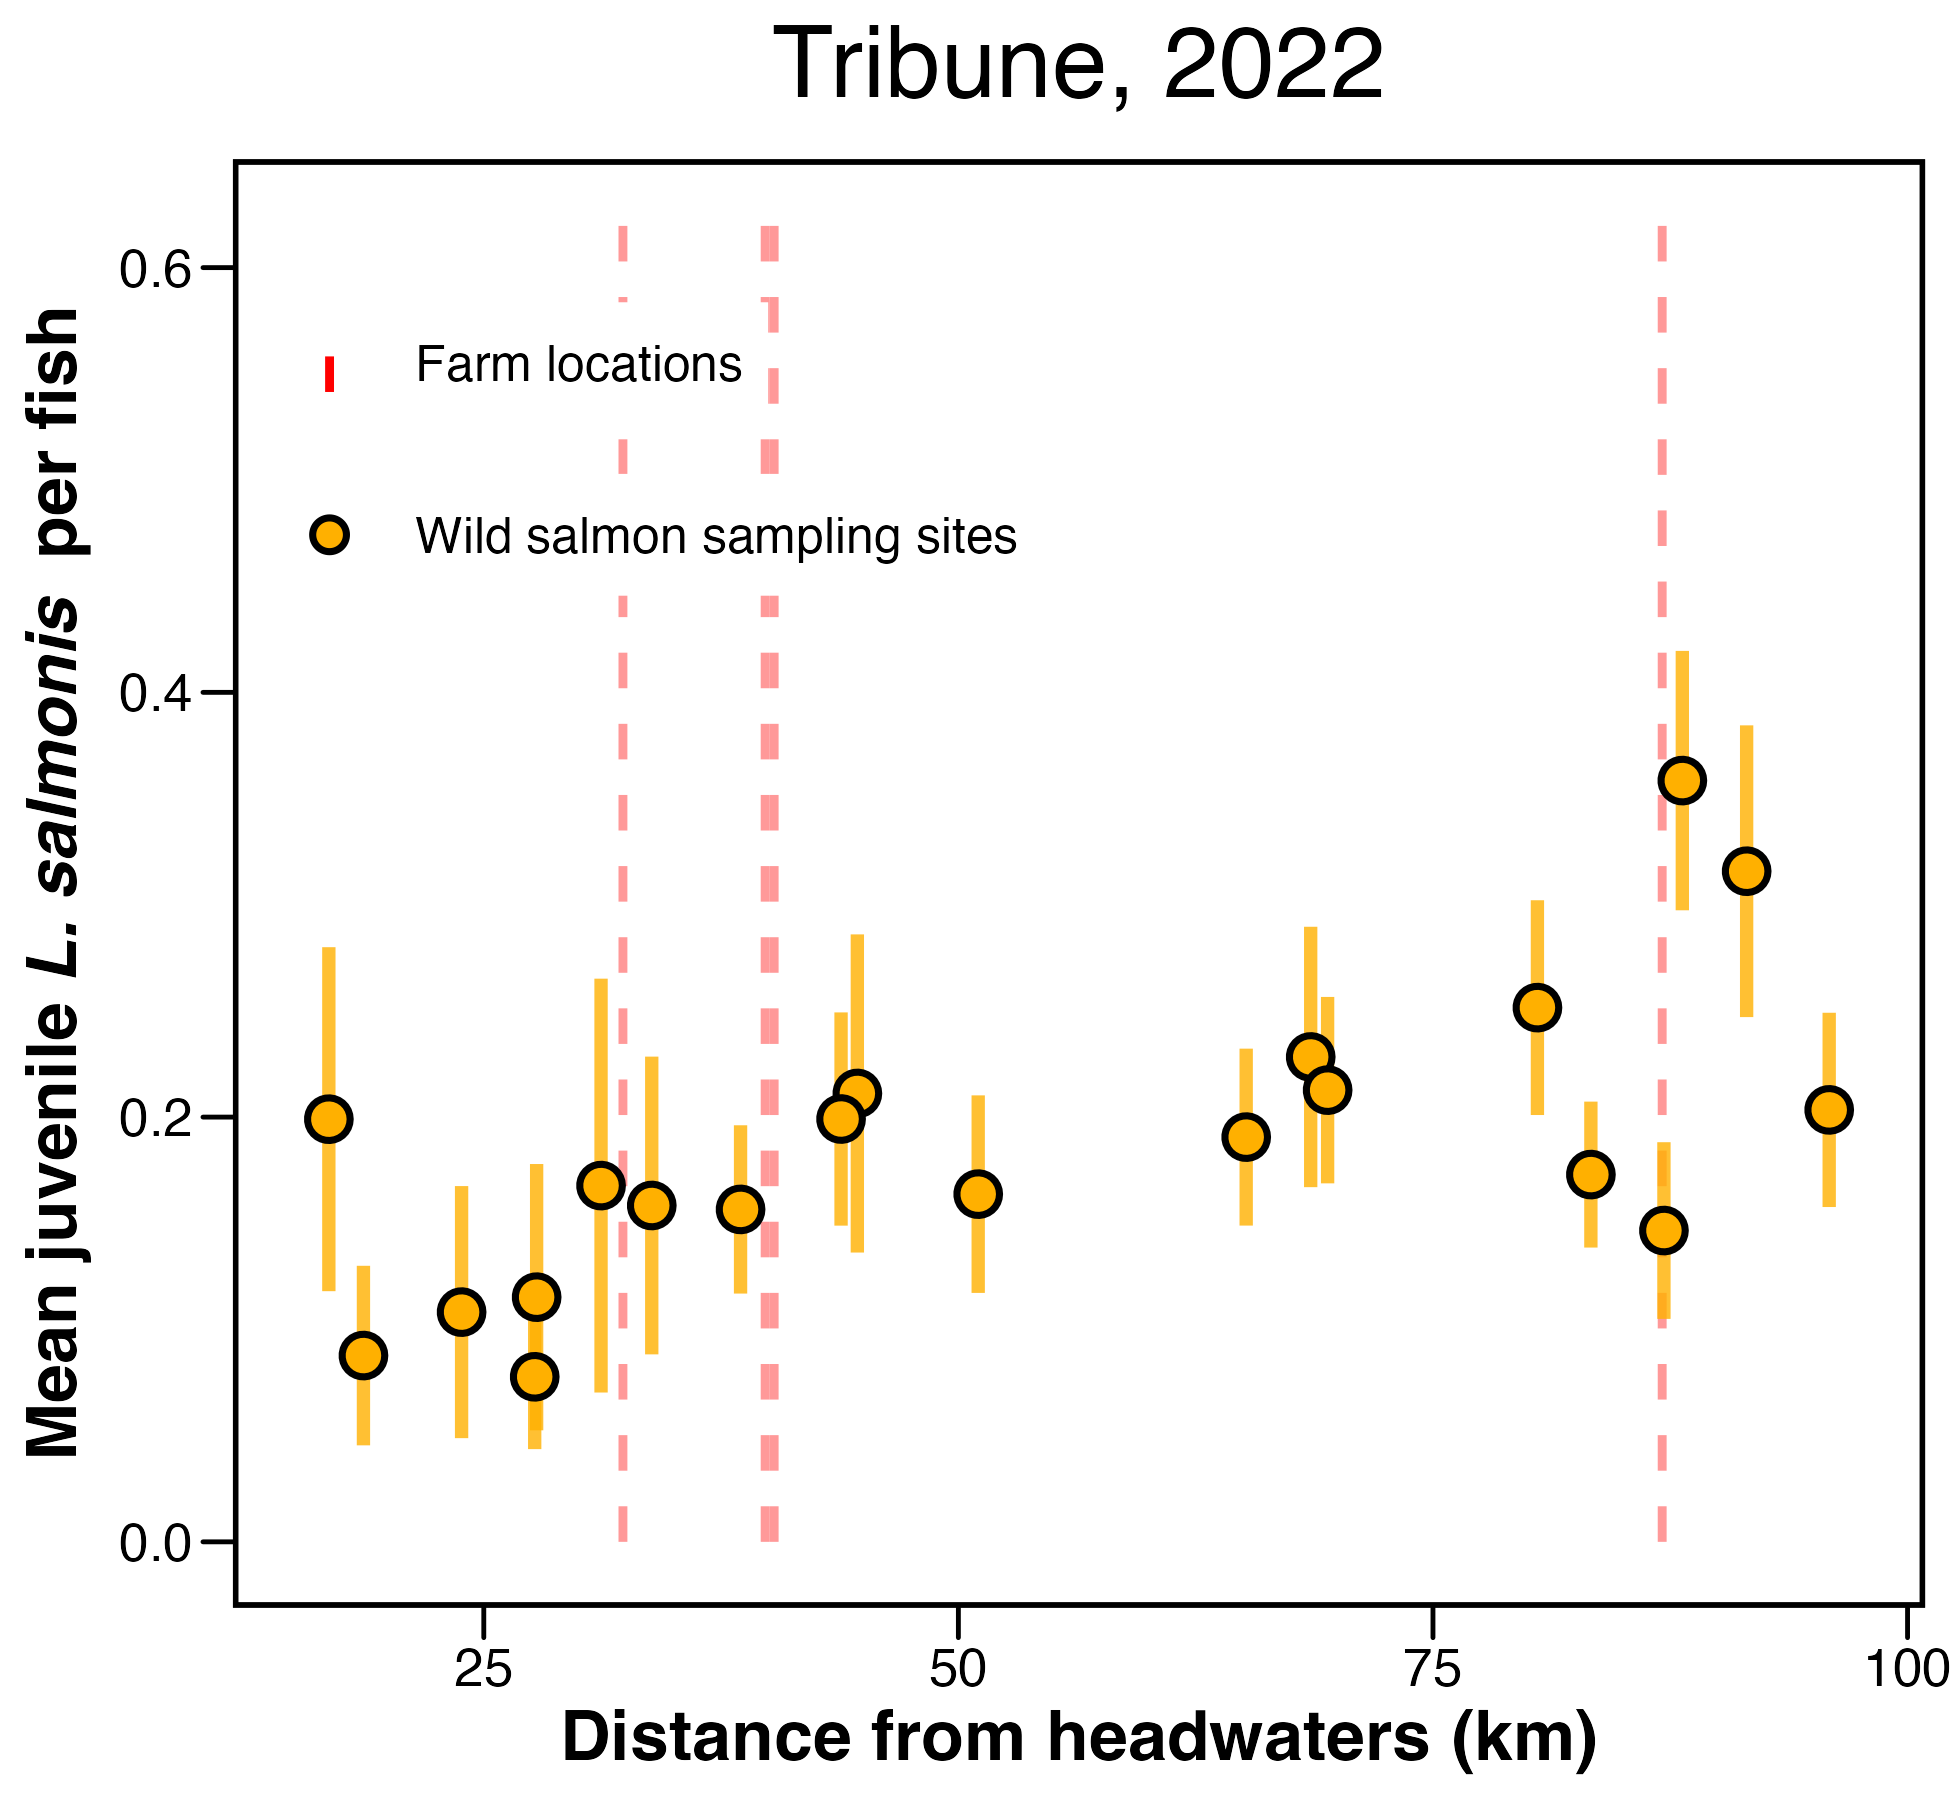 Tribune, 2022
Mean juvenile L. salmonis per fish
0.6
0.4
0.2
0.0
Farm locations
Wild salmon sampling sites
25 50 75 100
Distance from headwaters (km)